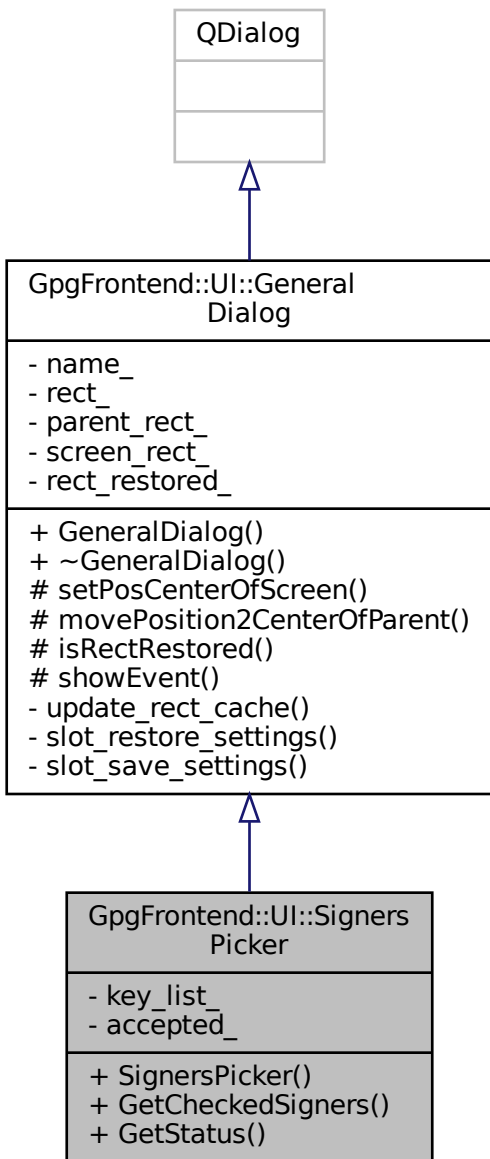 QDialog
GpgFrontend::UI::General
Dialog
- name_
- rect_
- parent_rect_
- screen_rect_
- rect_restored_
+ GeneralDialog()
+ ~GeneralDialog()
# setPosCenterOfScreen()
# movePosition2CenterOfParent()
# isRectRestored()
# showEvent()
- update_rect_cache()
- slot_restore_settings()
- slot_save_settings()
GpgFrontend::UI::Signers
Picker
- key_list_
- accepted_
+ SignersPicker()
+ GetCheckedSigners()
+ GetStatus()